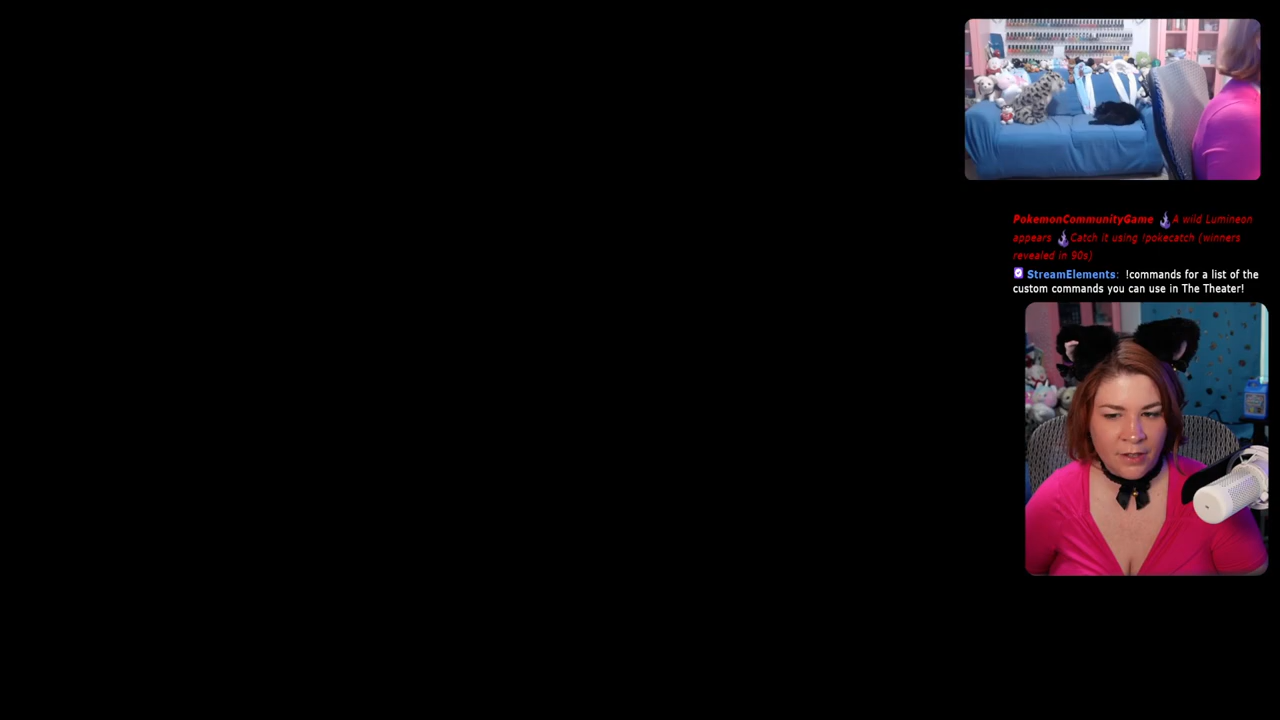 PokemonCommunityGame A wild Lumineon
appears Catch it using !pokecatch (winners
revealed in 90s)
StreamElements: !commands for a list of the
custom commands you can use in The Theater!